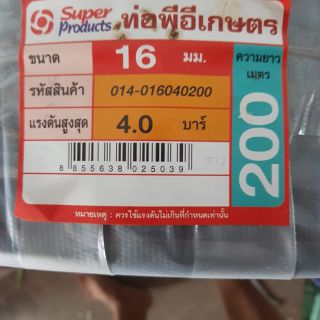 Super Products ท่อพีอีเกษตร
ขนาด 16 มม.
รหัสสินค้า 014-016040200
แรงดันสูงสุด 4.0 บาร์
ความยาว
เมตร
200
8 855638 025039
หมายเหตุ : ควรใช้แรงดันไม่เกินที่กำหนดเท่านั้น